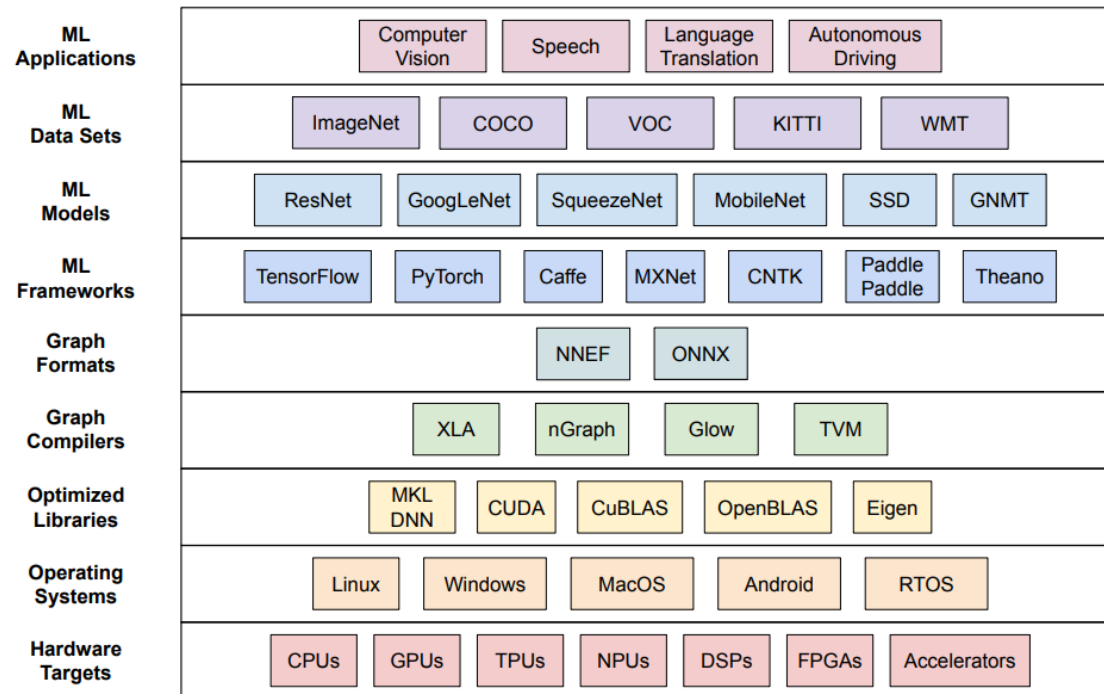 ML
Applications
Computer
Vision
Speech
Language
Translation
Autonomous
Driving
ML
Data Sets
ImageNet
COCO
VOC
KITTI
WMT
ML
Models
ResNet
GoogLeNet
SqueezeNet
MobileNet
SSD
GNMT
ML
Frameworks
TensorFlow
PyTorch
Caffe
MXNet
CNTK
Paddle
Paddle
Theano
Graph
Formats
NNEF
ONNX
Graph
Compilers
XLA
nGraph
Glow
TVM
Optimized
Libraries
MKL
DNN
CUDA
CuBLAS
OpenBLAS
Eigen
Operating
Systems
Linux
Windows
MacOS
Android
RTOS
Hardware
Targets
CPUs
GPUs
TPUs
NPUs
DSPs
FPGAs
Accelerators